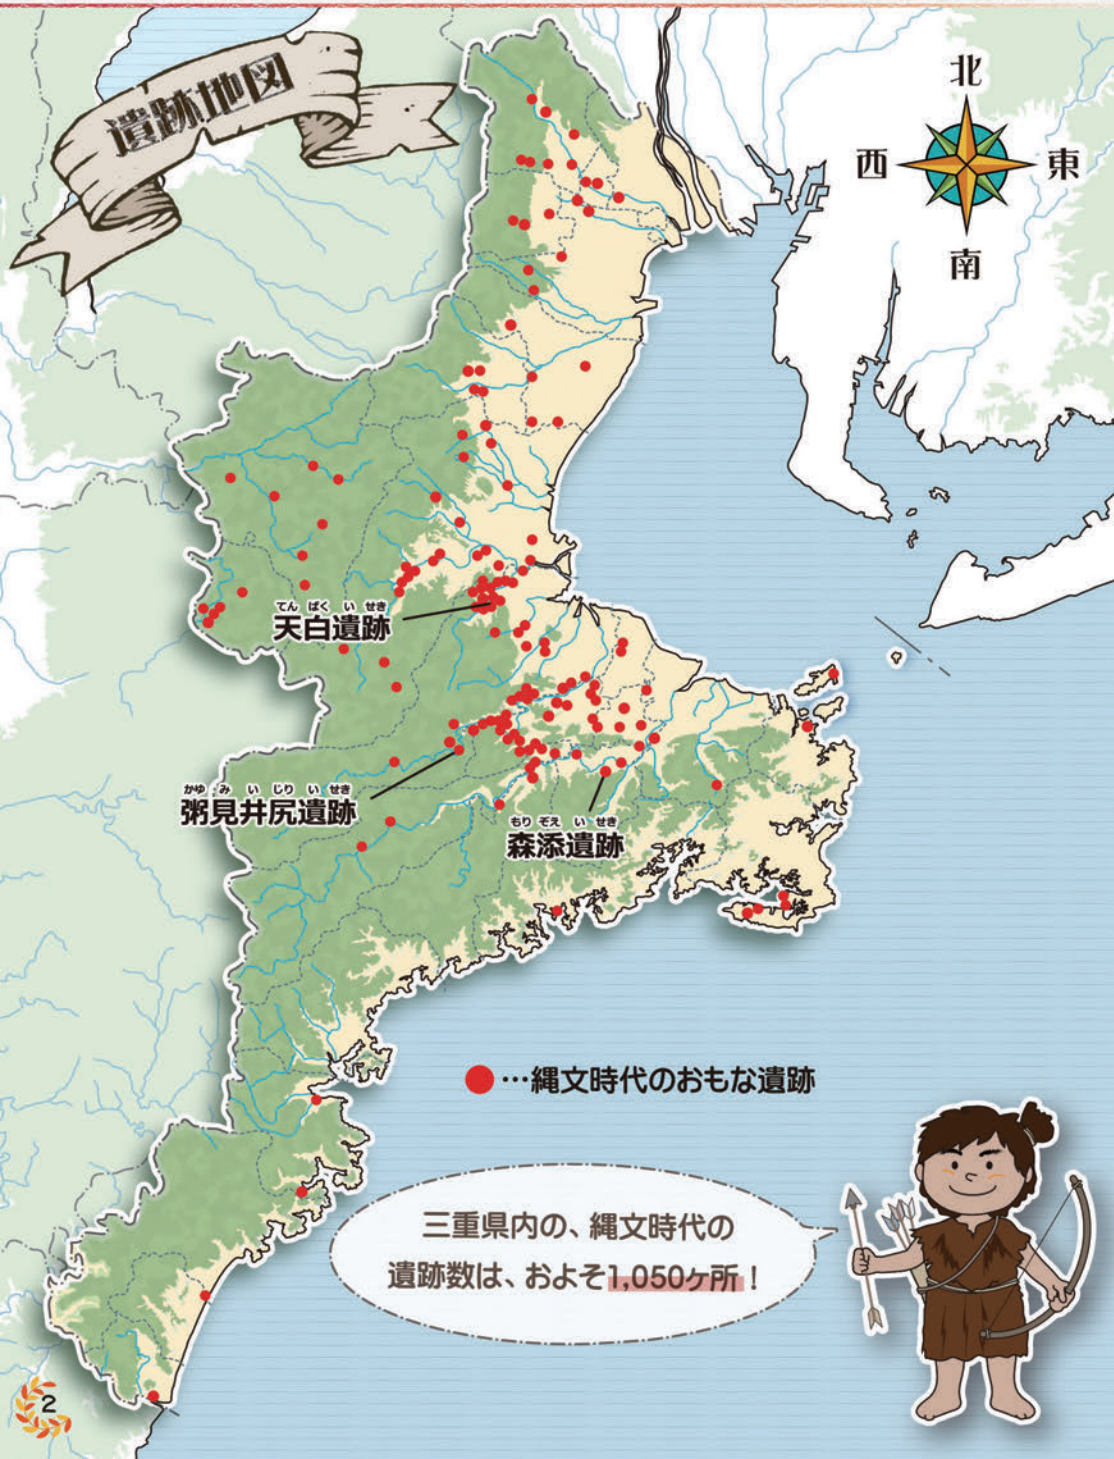 遺跡地図
北
西
東
南
てん ぱく い せき
天白遺跡
かゆ み い じり い せき
粥見井尻遺跡
もり ぞえ い せき
森添遺跡
●…縄文時代のおもな遺跡
三重県内の、縄文時代の
遺跡数は、およそ1,050ヶ所!
2